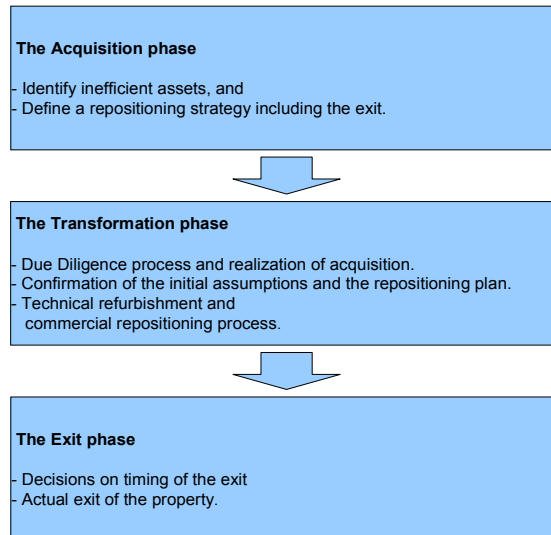 The Acquisition phase
- Identify inefficient assets, and
- Define a repositioning strategy including the exit.
The Transformation phase
- Due Diligence process and realization of acquisition.
- Confirmation of the initial assumptions and the repositioning plan.
- Technical refurbishment and
commercial repositioning process.
The Exit phase
- Decisions on timing of the exit
- Actual exit of the property.